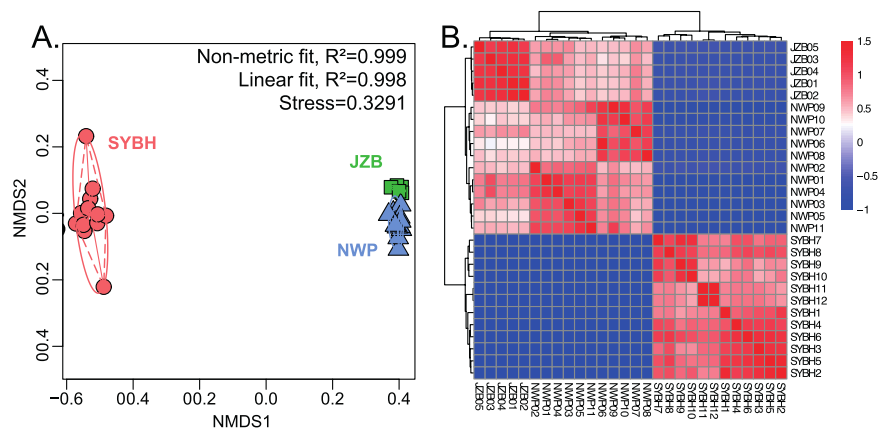 A.
Non-metric fit, R²=0.999
Linear fit, R²=0.998
Stress=0.3291
SYBH
JZB
NWP
0.4
0.2
0.0
00.2
00.4
NMDS2
−0.6
00.4
00.2
0.0
0.2
0.4
NMDS1
B.
JZB05
JZB03
JZB04
JZB01
JZB02
NWP09
NWP10
NWP07
NWP06
NWP08
NWP02
NWP01
NWP04
NWP03
NWP05
NWP11
SYBH7
SYBH8
SYBH9
SYBH10
SYBH11
SYBH12
SYBH1
SYBH4
SYBH6
SYBH3
SYBH5
SYBH2
JZB05
JZB03
JZB04
JZB01
JZB02
NWP02
NWP01
NWP04
NWP03
NWP05
NWP11
NWP06
NWP09
NWP10
NWP07
NWP08
SYBH7
SYBH8
SYBH9
SYBH10
SYBH11
SYBH12
SYBH1
SYBH4
SYBH6
SYBH3
SYBH5
SYBH2
1.5
1
0.5
0
−0.5
−1